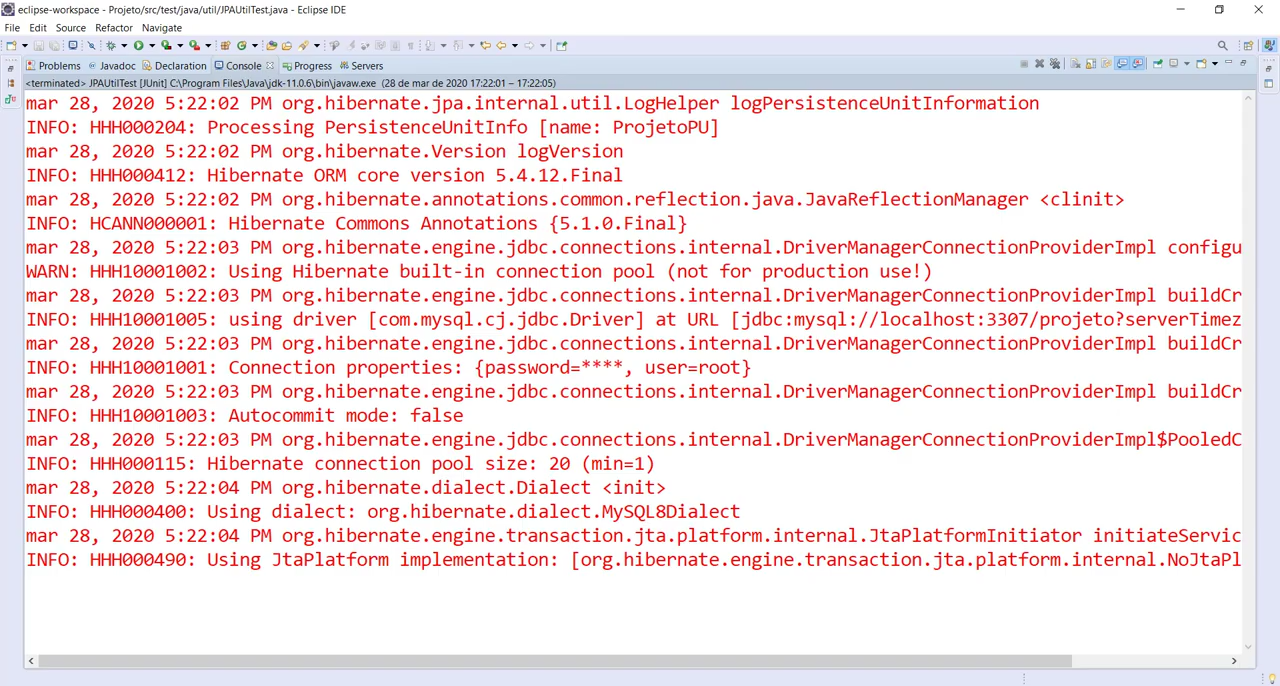 eclipse-workspace - Projeto/src/test/java/util/JPAUtilTest.java - Eclipse IDE
File Edit Source Refactor Navigate
Problems Javadoc Declaration Console Progress Servers
<terminated> JPAUtilTest [JUnit] C:\Program Files\Java\jdk-11.0.6\bin\javaw.exe (28 de mar de 2020 17:22:01 – 17:22:05)
mar 28, 2020 5:22:02 PM org.hibernate.jpa.internal.util.LogHelper logPersistenceUnitInformation
INFO: HHH000204: Processing PersistenceUnitInfo [name: ProjetoPU]
mar 28, 2020 5:22:02 PM org.hibernate.Version logVersion
INFO: HHH000412: Hibernate ORM core version 5.4.12.Final
mar 28, 2020 5:22:02 PM org.hibernate.annotations.common.reflection.java.JavaReflectionManager <clinit>
INFO: HCANN000001: Hibernate Commons Annotations {5.1.0.Final}
mar 28, 2020 5:22:03 PM org.hibernate.engine.jdbc.connections.internal.DriverManagerConnectionProviderImpl configu
WARN: HHH10001002: Using Hibernate built-in connection pool (not for production use!)
mar 28, 2020 5:22:03 PM org.hibernate.engine.jdbc.connections.internal.DriverManagerConnectionProviderImpl buildCr
INFO: HHH10001005: using driver [com.mysql.cj.jdbc.Driver] at URL [jdbc:mysql://localhost:3307/projeto?serverTimez
mar 28, 2020 5:22:03 PM org.hibernate.engine.jdbc.connections.internal.DriverManagerConnectionProviderImpl buildCr
INFO: HHH10001001: Connection properties: {password=****, user=root}
mar 28, 2020 5:22:03 PM org.hibernate.engine.jdbc.connections.internal.DriverManagerConnectionProviderImpl buildCr
INFO: HHH10001003: Autocommit mode: false
mar 28, 2020 5:22:03 PM org.hibernate.engine.jdbc.connections.internal.DriverManagerConnectionProviderImpl$PooledC
INFO: HHH000115: Hibernate connection pool size: 20 (min=1)
mar 28, 2020 5:22:04 PM org.hibernate.dialect.Dialect <init>
INFO: HHH000400: Using dialect: org.hibernate.dialect.MySQL8Dialect
mar 28, 2020 5:22:04 PM org.hibernate.engine.transaction.jta.platform.internal.JtaPlatformInitiator initiateServic
INFO: HHH000490: Using JtaPlatform implementation: [org.hibernate.engine.transaction.jta.platform.internal.NoJtaPl